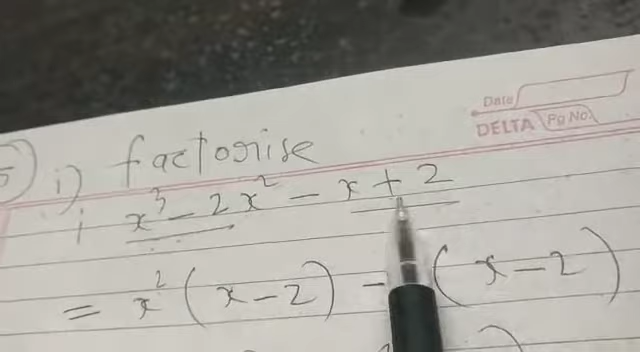 Date
DELTA Pg No.
5) i) factorise
x³ - 2x² - x + 2
= x² (x - 2) - (x - 2)